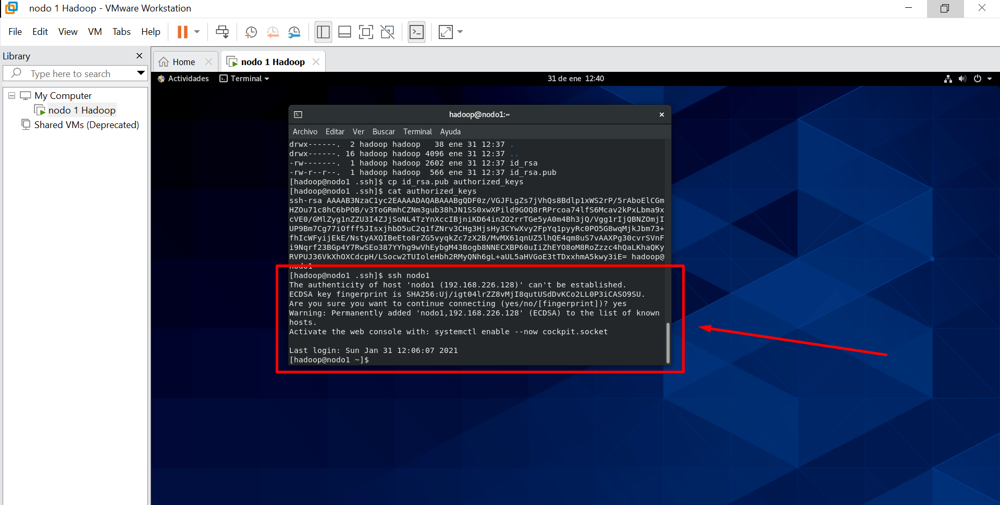 nodo 1 Hadoop - VMware Workstation
File Edit View VM Tabs Help
Library
Type here to search
My Computer
nodo 1 Hadoop
Shared VMs (Deprecated)
Home
nodo 1 Hadoop
Actividades Terminal 31 de ene 12:40
hadoop@nodo1:~
Archivo Editar Ver Buscar Terminal Ayuda
drwx------. 2 hadoop hadoop 38 ene 31 12:37 .
drwx------. 16 hadoop hadoop 4096 ene 31 12:37 ..
-rw-------. 1 hadoop hadoop 2602 ene 31 12:37 id_rsa
-rw-r--r--. 1 hadoop hadoop 566 ene 31 12:37 id_rsa.pub
[hadoop@nodo1 .ssh]$ cp id_rsa.pub authorized_keys
[hadoop@nodo1 .ssh]$ cat authorized_keys
ssh-rsa AAAAB3NzaC1yc2EAAAADAQABAAABgQDF0z/VGJFLgZs7jVhQs8Bdlp1xWS2rP/5rAboElCGm
HZOu71c8hC6bPOB/v3ToGRmhCZNm3gub38hJN1SS0xwXPild9GOQ8rRPrcoa74lfS6Mcav2kPxLbma9x
cVE0/GMlZyg1nZZU3I4ZJjSoNL4TzYnXccIBjniKD64inZO2rrTGe5yA0m4Bh3jQ/Vgg1rIjQBNZOmjI
UP9Bm7Cg77iOfff5JIsxjhbD5uC2q1fZNrv3CHg3HjsHy3CYwXvy2FpYq1pyyRc0PO5G8wqMjkJbm73+
fhIcWFyijEkE/NstyAXQIBeEto8rZG5vyqkZc7zX2B/MvMX61qnUZ5lhQE4qm8uS7vAAXPg30cvrSVnF
i9Nqrf23BGp4Y7RwSEo387YYhg9wVhEybgM43Bogb8NNECXBP60uIiZhEYO8oM8RoZzzc4hQaLKhaQKy
RVPUJ36VkXhOXCdcpH/LSocw2TUIoleHbh2RMyQNh6gL+aUL5aHVGoE3tTDxxhmA5kwy3iE= hadoop@
nodo1
[hadoop@nodo1 .ssh]$ ssh nodo1
The authenticity of host 'nodo1 (192.168.226.128)' can't be established.
ECDSA key fingerprint is SHA256:Uj/igt04lrZZ8vMjI8qutUSdDvKCo2LL0P3iCASO9SU.
Are you sure you want to continue connecting (yes/no/[fingerprint])? yes
Warning: Permanently added 'nodo1,192.168.226.128' (ECDSA) to the list of known
hosts.
Activate the web console with: systemctl enable --now cockpit.socket
Last login: Sun Jan 31 12:06:07 2021
[hadoop@nodo1 ~]$